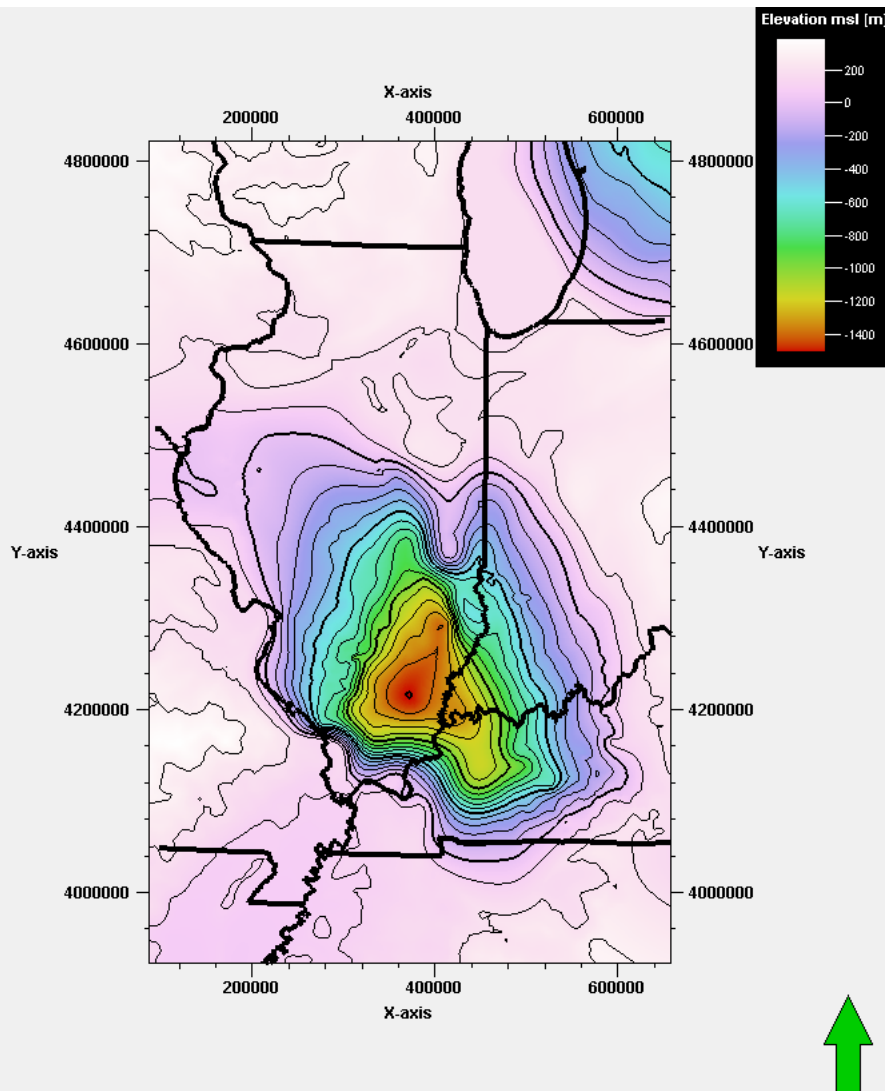 Elevation msl [m]
200
0
-200
-400
-600
-800
-1000
-1200
-1400
X-axis
200000 400000 600000
4800000 4800000
4600000 4600000
4400000 4400000
Y-axis Y-axis
4200000 4200000
4000000 4000000
200000 400000 600000
X-axis